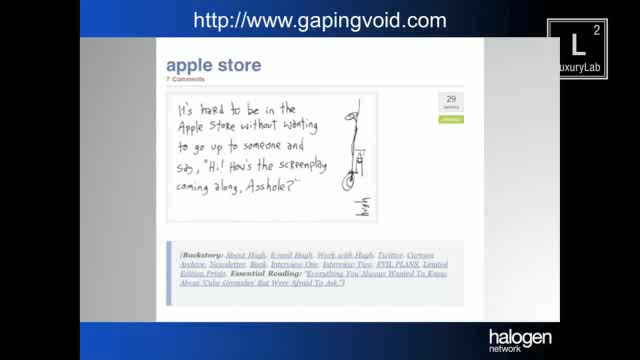 http://www.gapingvoid.com
L 2
LuxuryLab
apple store
7 Comments
29
It's hard to be in the
Apple Store without wanting
to go up to someone and
say, "Hi! How's the screenplay
coming along, Asshole?"
hugh
(Backstory: About Hugh. E-mail Hugh. Work with Hugh. Twitter. Cartoon
Archive. Newsletter. Book. Interview One. Interview Two. EVIL PLANS. Limited
Edition Prints. Essential Reading: "Everything You Always Wanted To Know
About 'Cube Grenades' But Were Afraid To Ask.")
halogen
network